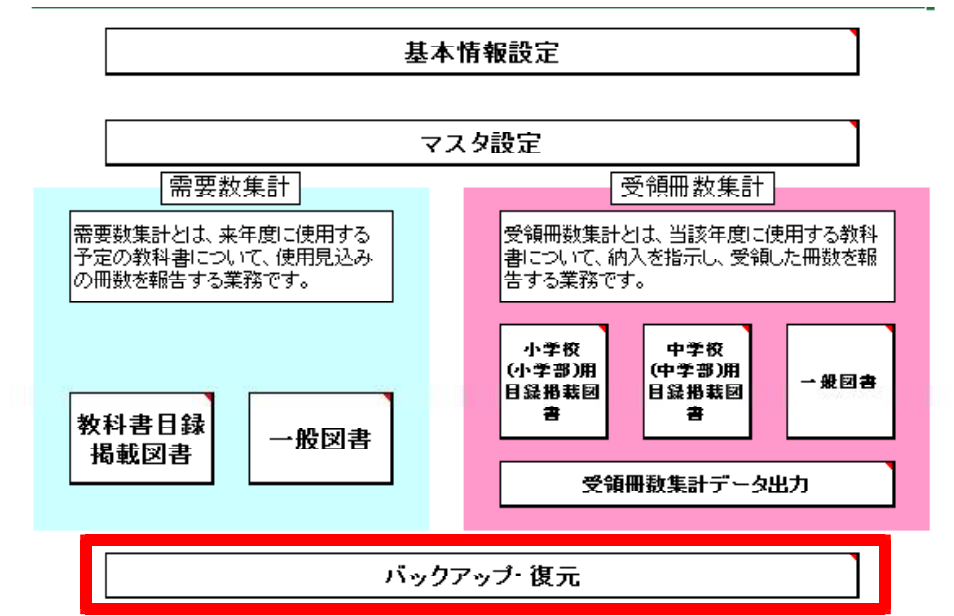 基本情報設定
マスタ設定
需要数集計
需要数集計とは、来年度に使用する
予定の教科書について、使用見込み
の冊数を報告する業務です。
教科書目録
掲載図書
一般図書
受領冊数集計
受領冊数集計とは、当該年度に使用する教科
書について、納入を指示し、受領した冊数を報
告する業務です。
小学校
(小学部)用
目録掲載図
書
中学校
(中学部)用
目録掲載図
書
一般図書
受領冊数集計データ出力
バックアップ・復元